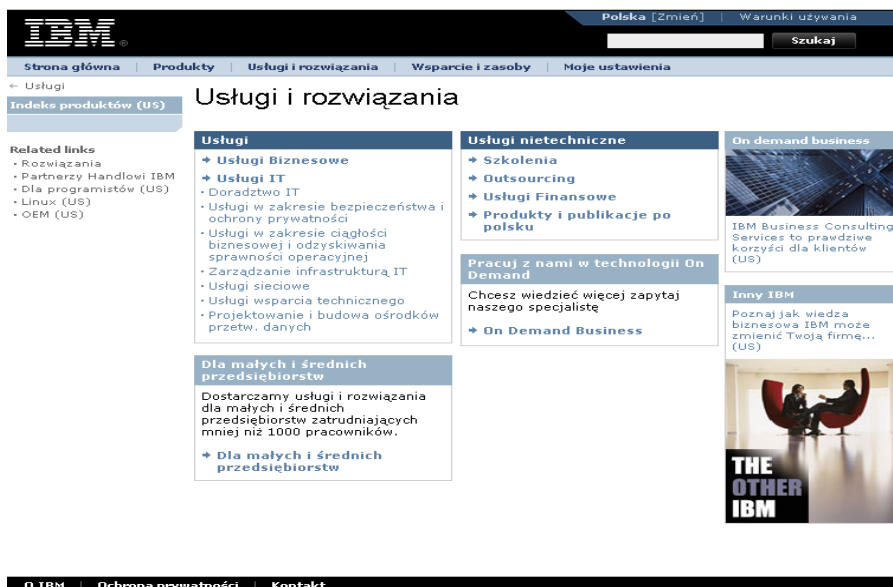 Polska [Zmień] | Warunki używania
IBM®
Szukaj
Strona główna | Produkty | Usługi i rozwiązania | Wsparcie i zasoby | Moje ustawienia
← Usługi
Indeks produktów (US)
Related links
· Rozwiązania
· Partnerzy Handlowi IBM
· Dla programistów (US)
· Linux (US)
· OEM (US)
Usługi i rozwiązania
Usługi
Usługi Biznesowe
Usługi IT
· Doradztwo IT
· Usługi w zakresie bezpieczeństwa i
ochrony prywatności
· Usługi w zakresie ciągłości
biznesowej i odzyskiwania
sprawności operacyjnej
· Zarządzanie infrastrukturą IT
· Usługi sieciowe
· Usługi wsparcia technicznego
· Projektowanie i budowa ośrodków
przetw. danych
Dla małych i średnich
przedsiębiorstw
Dostarczamy usługi i rozwiązania
dla małych i średnich
przedsiębiorstw zatrudniających
mniej niż 1000 pracowników.
Dla małych i średnich
przedsiębiorstw
Usługi nietechniczne
Szkolenia
Outsourcing
Usługi Finansowe
Produkty i publikacje po
polsku
Pracuj z nami w technologii On
Demand
Chcesz wiedzieć więcej zapytaj
naszego specjalistę
On Demand Business
On demand business
IBM Business Consulting
Services to prawdziwe
korzyści dla klientów
(US)
Inny IBM
Poznaj jak wiedza
biznesowa IBM może
zmienić Twoją firmę...
(US)
THE
OTHER
IBM
O IBM | Ochrona prywatności | Kontakt